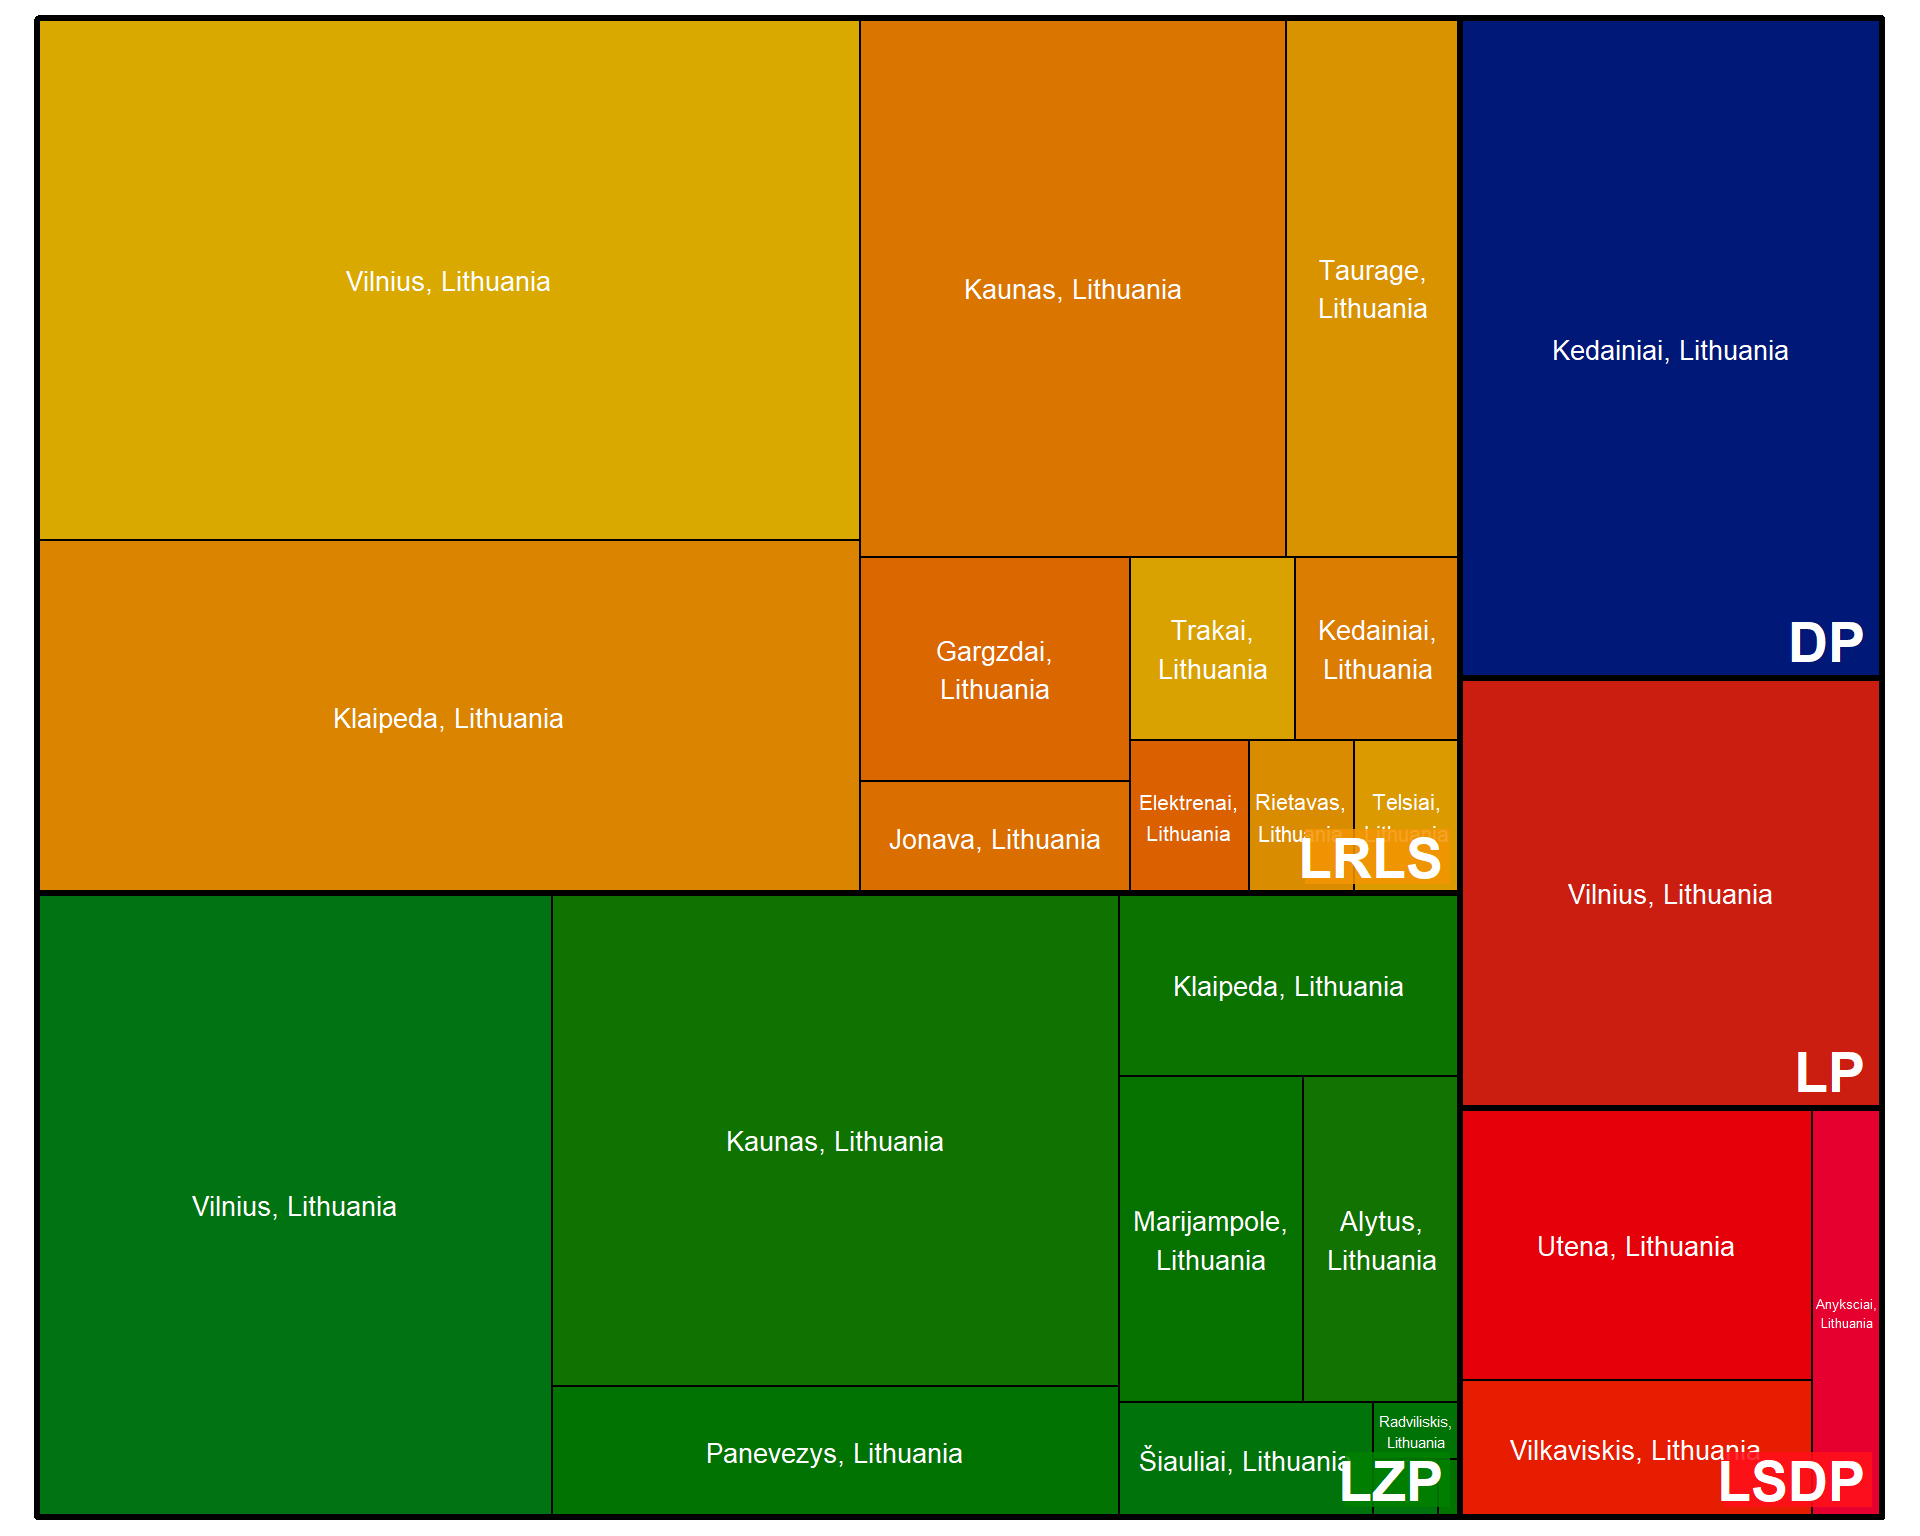 Vilnius, Lithuania
Kaunas, Lithuania
Taurage,
Lithuania
Klaipeda, Lithuania
Gargzdai,
Lithuania
Trakai,
Lithuania
Kedainiai,
Lithuania
Jonava, Lithuania
Elektrenai,
Lithuania
Rietavas,
Lithuania
Telsiai,
Lithuania
LRLS
Kedainiai, Lithuania
DP
Vilnius, Lithuania
LP
Vilnius, Lithuania
Kaunas, Lithuania
Klaipeda, Lithuania
Marijampole,
Lithuania
Alytus,
Lithuania
Panevezys, Lithuania
Šiauliai, Lithuania
Radviliskis,
Lithuania
LZP
Utena, Lithuania
Anyksciai,
Lithuania
Vilkaviskis, Lithuania
LSDP